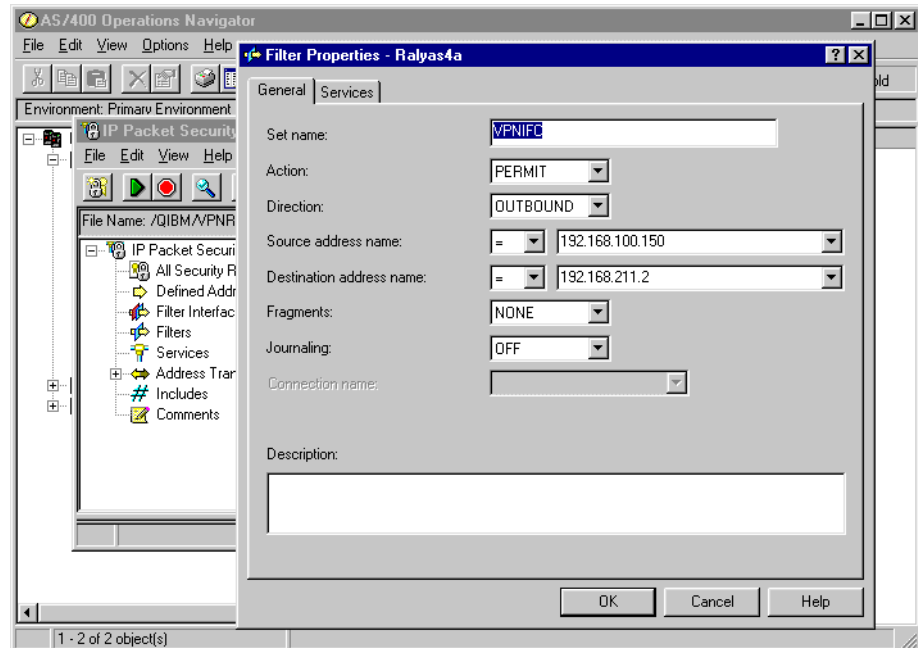 AS/400 Operations Navigator
File Edit View Options Help
Environment: Primary Environment
IP Packet Security
File Edit View Help
File Name: /QIBM/VPNR
IP Packet Securi
All Security R
Defined Addr
Filter Interfac
Filters
Services
Address Tran
Includes
Comments
1 - 2 of 2 object(s)
Filter Properties - Ralyas4a
General Services
Set name: VPNIFC
Action: PERMIT
Direction: OUTBOUND
Source address name: = 192.168.100.150
Destination address name: = 192.168.211.2
Fragments: NONE
Journaling: OFF
Connection name:
Description:
OK Cancel Help